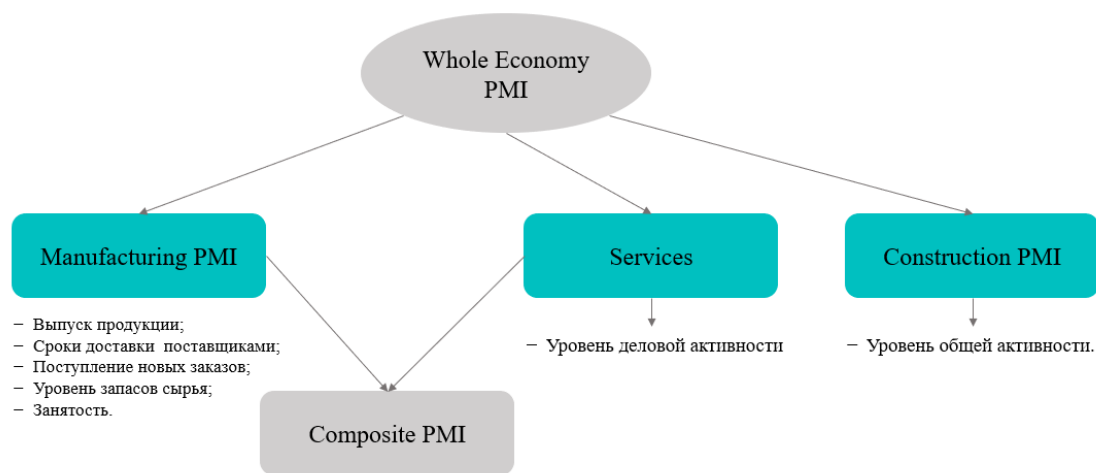 Whole Economy
PMI
Manufacturing PMI
Services
Construction PMI
− Выпуск продукции;
− Сроки доставки поставщиками;
− Поступление новых заказов;
− Уровень запасов сырья;
− Занятость.
− Уровень деловой активности
− Уровень общей активности.
Composite PMI